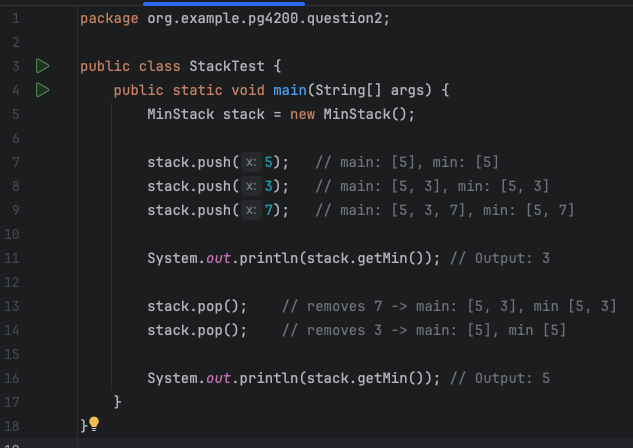 1 package org.example.pg4200.question2;
2
3 public class StackTest {
4 public static void main(String[] args) {
5 MinStack stack = new MinStack();
6
7 stack.push( x: 5);   // main: [5], min: [5]
8 stack.push( x: 3);   // main: [5, 3], min: [5, 3]
9 stack.push( x: 7);   // main: [5, 3, 7], min: [5, 7]
10
11 System.out.println(stack.getMin()); // Output: 3
12
13 stack.pop();    // removes 7 -> main: [5, 3], min [5, 3]
14 stack.pop();    // removes 3 -> main: [5], min [5]
15
16 System.out.println(stack.getMin()); // Output: 5
17 }
18 }